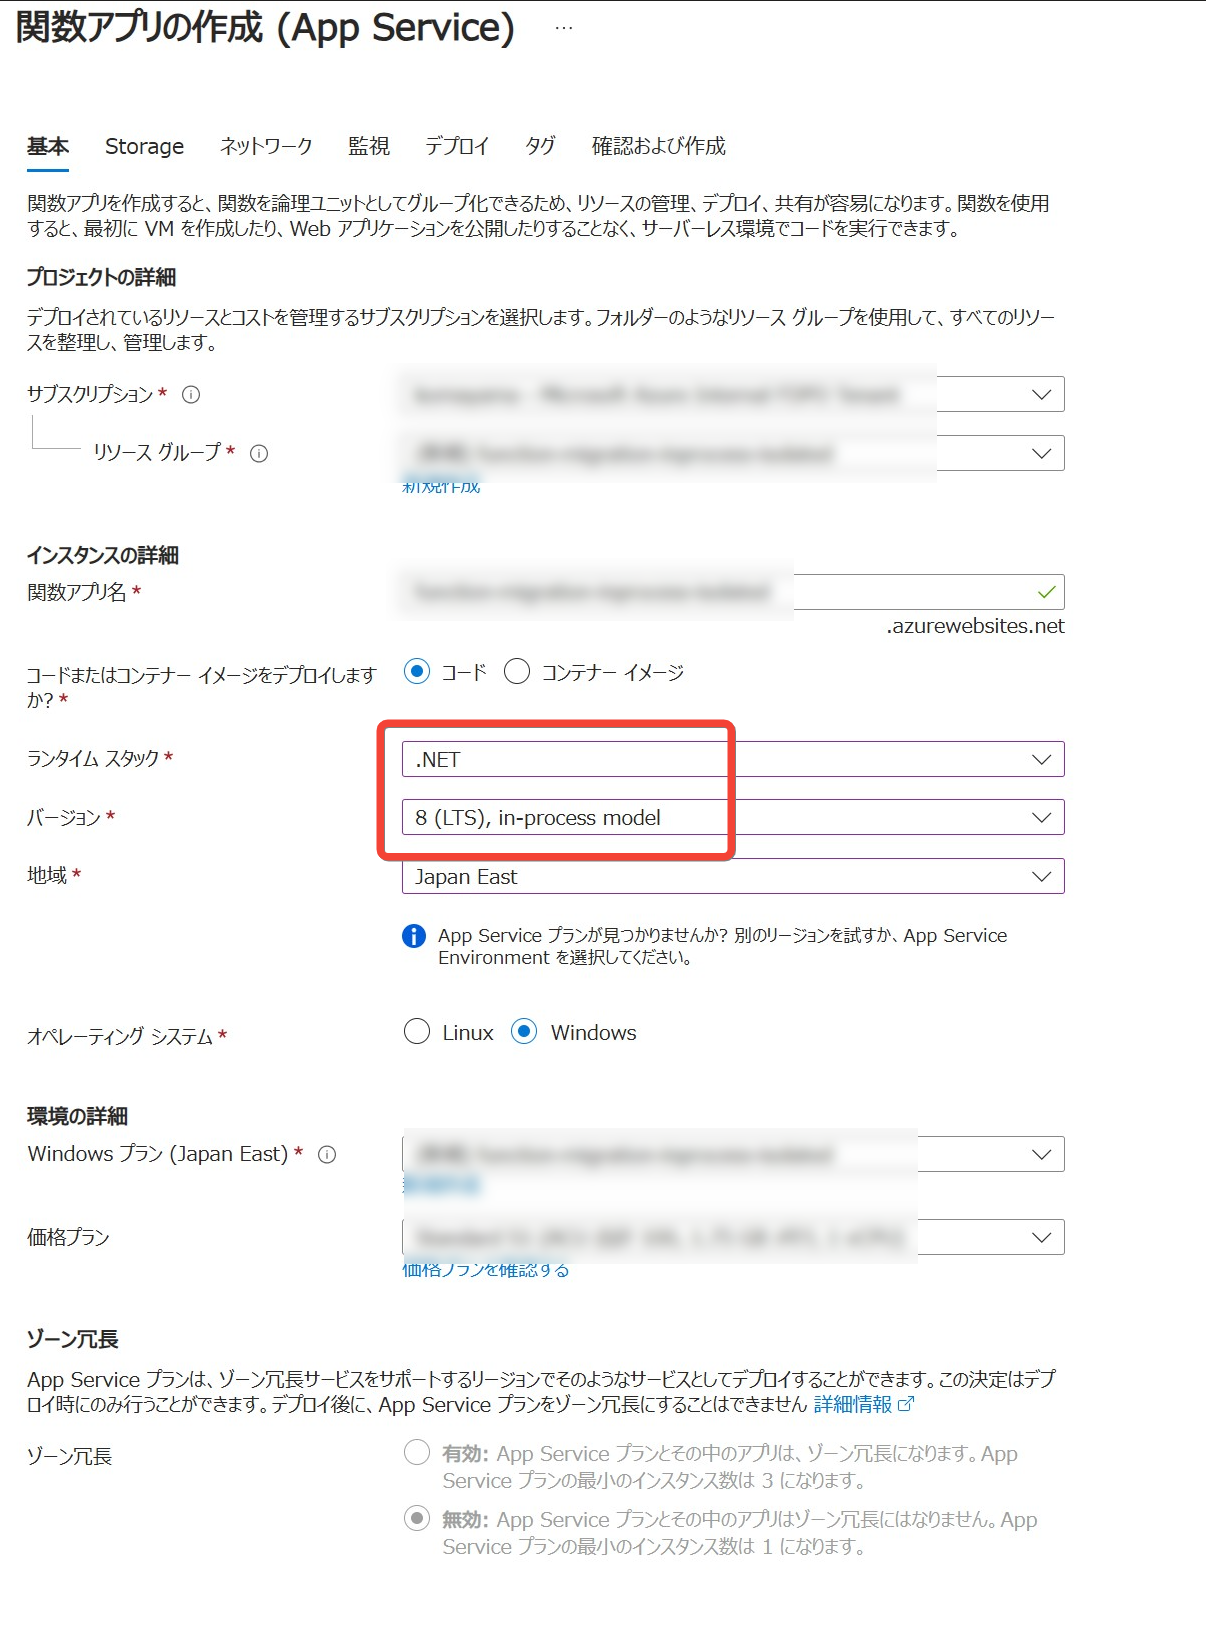 関数アプリの作成 (App Service) ...
基本 Storage ネットワーク 監視 デプロイ タグ 確認および作成
関数アプリを作成すると、関数を論理ユニットとしてグループ化できるため、リソースの管理、デプロイ、共有が容易になります。関数を使用
すると、最初に VM を作成したり、Web アプリケーションを公開したりすることなく、サーバーレス環境でコードを実行できます。
プロジェクトの詳細
デプロイされているリソースとコストを管理するサブスクリプションを選択します。フォルダーのようなリソース グループを使用して、すべてのリソー
スを整理し、管理します。
サブスクリプション *
リソース グループ *
新規作成
インスタンスの詳細
関数アプリ名 *
.azurewebsites.net
コードまたはコンテナー イメージをデプロイします
か? *
コード コンテナー イメージ
ランタイム スタック * .NET
バージョン * 8 (LTS), in-process model
地域 * Japan East
App Service プランが見つかりませんか? 別のリージョンを試すか、App Service
Environment を選択してください。
オペレーティング システム * Linux Windows
環境の詳細
Windows プラン (Japan East) *
価格プラン
価格プランを確認する
ゾーン冗長
App Service プランは、ゾーン冗長サービスをサポートするリージョンでそのようなサービスとしてデプロイすることができます。この決定はデプ
ロイ時にのみ行うことができます。デプロイ後に、App Service プランをゾーン冗長にすることはできません 詳細情報
ゾーン冗長
有効: App Service プランとその中のアプリは、ゾーン冗長になります。App
Service プランの最小のインスタンス数は 3 になります。
無効: App Service プランとその中のアプリはゾーン冗長にはなりません。App
Service プランの最小のインスタンス数は 1 になります。